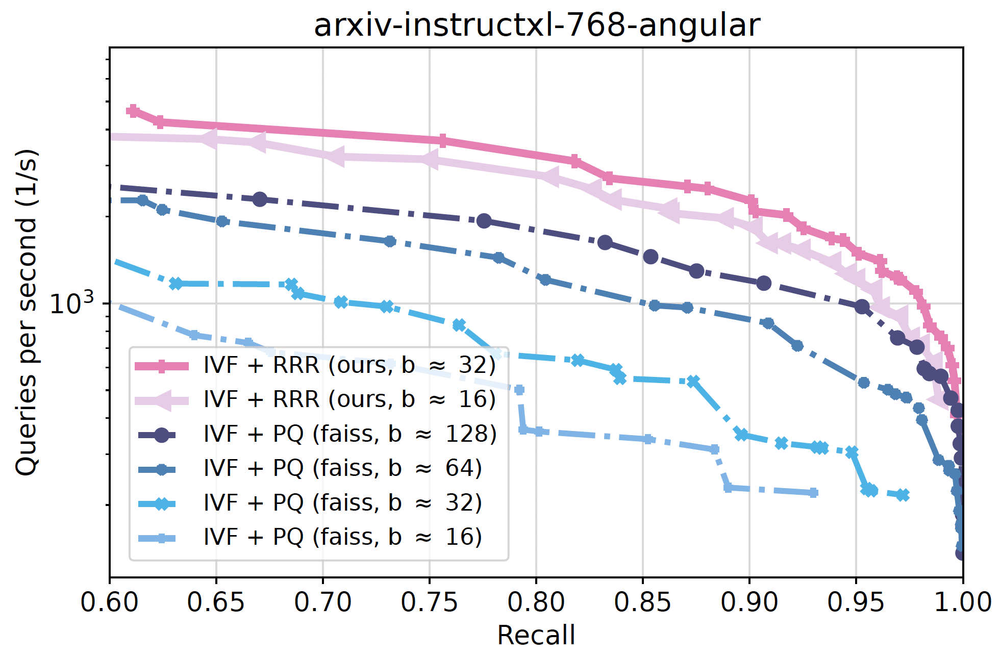 arxiv-instructxl-768-angular
Queries per second (1/s)
10³
IVF + RRR (ours, b ≈ 32)
IVF + RRR (ours, b ≈ 16)
IVF + PQ (faiss, b ≈ 128)
IVF + PQ (faiss, b ≈ 64)
IVF + PQ (faiss, b ≈ 32)
IVF + PQ (faiss, b ≈ 16)
0.60 0.65 0.70 0.75 0.80 0.85 0.90 0.95 1.00
Recall